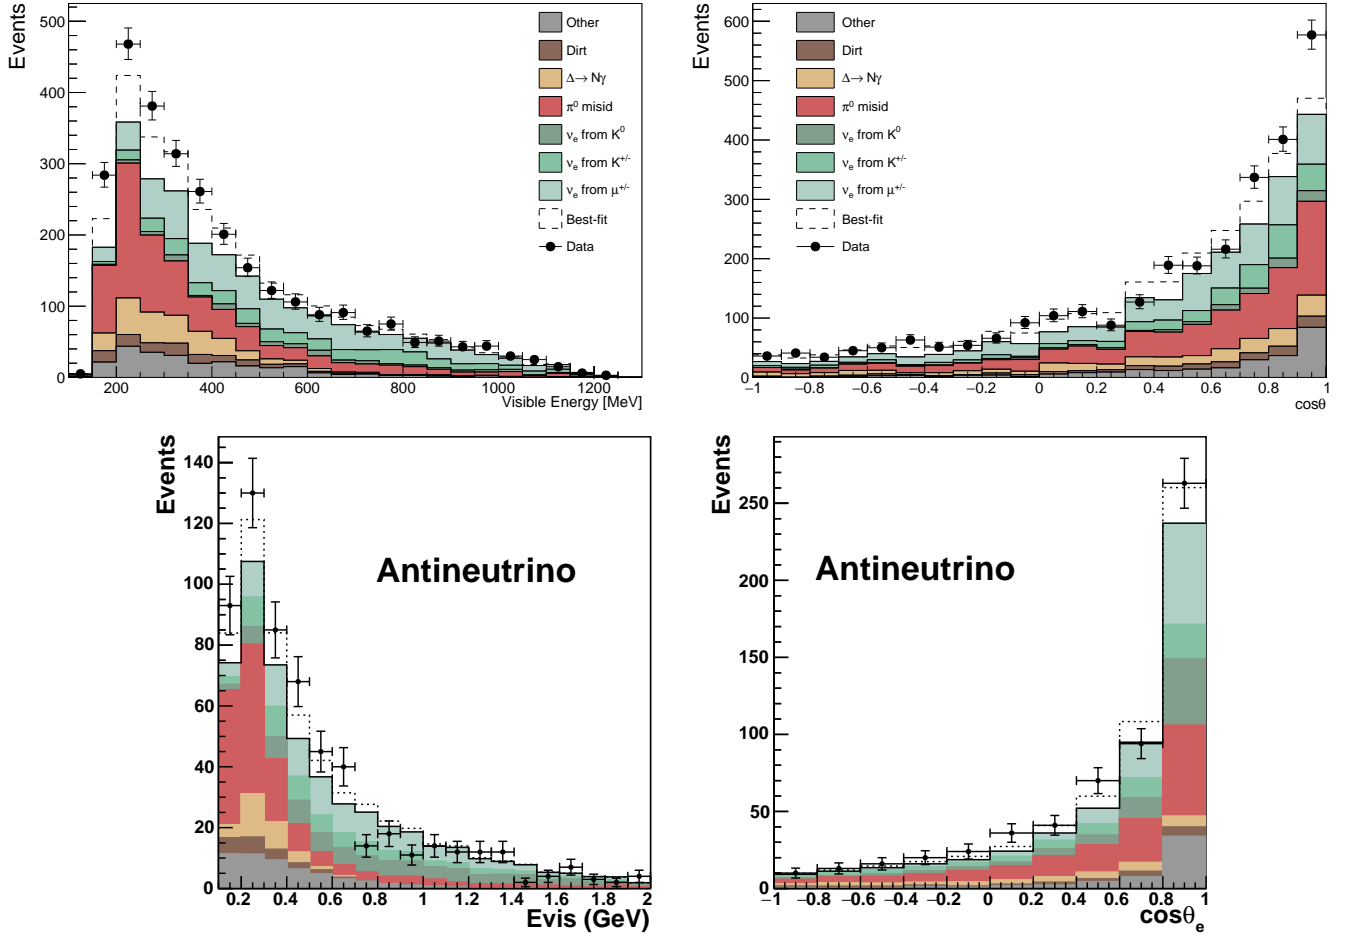 Events
500
400
300
200
100
0
200
400
600
800
1000
1200
Visible Energy [MeV]
Other
Dirt
Δ→ Nγ
π⁰ misid
νₑ from K⁰
νₑ from K⁺/⁻
νₑ from μ⁺/⁻
Best-fit
Data
Events
600
500
400
300
200
100
0
−1
−0.8
−0.6
−0.4
−0.2
0
0.2
0.4
0.6
0.8
1
cosθ
Other
Dirt
Δ→ Nγ
π⁰ misid
νₑ from K⁰
νₑ from K⁺/⁻
νₑ from μ⁺/⁻
Best-fit
Data
Events
140
120
100
80
60
40
20
0
0.2
0.4
0.6
0.8
1
1.2
1.4
1.6
1.8
2
Evis (GeV)
Antineutrino
Events
250
200
150
100
50
0
−1
−0.8
−0.6
−0.4
−0.2
0
0.2
0.4
0.6
0.8
1
cosθₑ
Antineutrino